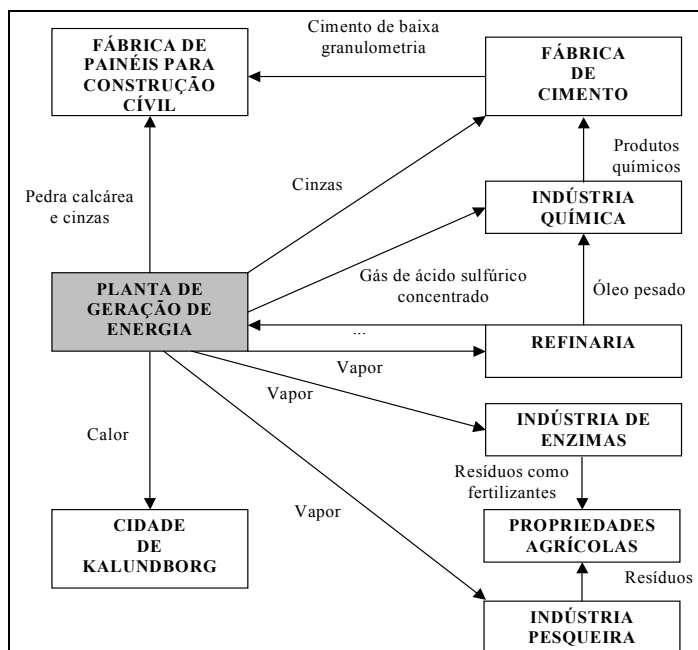 Cimento de baixa
granulometria
FÁBRICA DE
PAINÉIS PARA
CONSTRUÇÃO
CÍVIL
FÁBRICA
DE
CIMENTO
Produtos
químicos
Cinzas
Pedra calcárea
e cinzas
INDÚSTRIA
QUÍMICA
PLANTA DE
GERAÇÃO DE
ENERGIA
Gás de ácido sulfúrico
concentrado
Óleo pesado
...
REFINARIA
Vapor
Vapor
INDÚSTRIA DE
ENZIMAS
Calor
Resíduos como
fertilizantes
Vapor
CIDADE
DE
KALUNDBORG
PROPRIEDADES
AGRÍCOLAS
Resíduos
INDÚSTRIA
PESQUEIRA